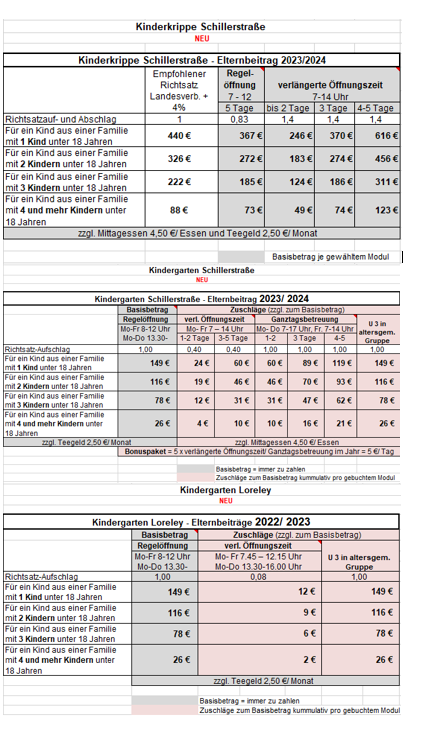 Kinderkrippe Schillerstraße
NEU
Kinderkrippe Schillerstraße - Elternbeitrag 2023/2024
Empfohlener Richtsatz Landesverb. + 4%
Regel-öffnung 7 - 12
verlängerte Öffnungszeit 7-14 Uhr
5 Tage bis 2 Tage 3 Tage 4-5 Tage
Richtsatzauf- und Abschlag 1 0,83 1,4 1,4 1,4
Für ein Kind aus einer Familie
mit 1 Kind unter 18 Jahren 440 € 367 € 246 € 370 € 616 €
Für ein Kind aus einer Familie
mit 2 Kindern unter 18 Jahren 326 € 272 € 183 € 274 € 456 €
Für ein Kind aus einer Familie
mit 3 Kindern unter 18 Jahren 222 € 185 € 124 € 186 € 311 €
Für ein Kind aus einer Familie
mit 4 und mehr Kindern unter 88 € 73 € 49 € 74 € 123 €
18 Jahren
zzgl. Mittagessen 4,50 €/ Essen und Teegeld 2,50 €/ Monat
Basisbetrag je gewähltem Modul
Kindergarten Schillerstraße
NEU
Kindergarten Schillerstraße - Elternbeitrag 2023/ 2024
Basisbetrag Zuschläge (zzgl. zum Basisbetrag)
Regelöffnung verl. Öffnungszeit Ganztagsbetreuung U 3 in altersgem. Gruppe
Mo-Fr 8-12 Uhr Mo- Fr 7 – 14 Uhr Mo- Do 7-17 Uhr, Fr. 7-14 Uhr
Mo-Do 13.30- 1-2 Tage 3-5 Tage 1-2 3 Tage 4-5
Richtsatz-Aufschlag 1,00 0,40 0,40 1,00 1,00 1,00 1,00
Für ein Kind aus einer Familie
mit 1 Kind unter 18 Jahren 149 € 24 € 60 € 60 € 89 € 119 € 149 €
Für ein Kind aus einer Familie
mit 2 Kindern unter 18 Jahren 116 € 19 € 46 € 46 € 70 € 93 € 116 €
Für ein Kind aus einer Familie
mit 3 Kindern unter 18 Jahren 78 € 12 € 31 € 31 € 47 € 62 € 78 €
Für ein Kind aus einer Familie
mit 4 und mehr Kindern unter 26 € 4 € 10 € 10 € 16 € 21 € 26 €
18 Jahren
zzgl. Teegeld 2,50 €/ Monat zzgl. Mittagessen 4,50 €/ Essen
Bonuspaket = 5 x verlängerte Öffnungszeit/ Ganztagsbetreuung im Jahr = 5 €/ Tag
Basisbetrag = immer zu zahlen
Zuschläge zum Basisbetrag kummulativ pro gebuchtem Modul
Kindergarten Loreley
NEU
Kindergarten Loreley - Elternbeiträge 2022/ 2023
Basisbetrag Zuschläge (zzgl. zum Basisbetrag)
Regelöffnung verl. Öffnungszeit U 3 in altersgem. Gruppe
Mo-Fr 8-12 Uhr Mo- Fr 7.45 – 12.15 Uhr
Mo-Do 13.30- Mo-Do 13.30-16.00 Uhr
Richtsatz-Aufschlag 1,00 0,08 1,00
Für ein Kind aus einer Familie
mit 1 Kind unter 18 Jahren 149 € 12 € 149 €
Für ein Kind aus einer Familie
mit 2 Kindern unter 18 Jahren 116 € 9 € 116 €
Für ein Kind aus einer Familie
mit 3 Kindern unter 18 Jahren 78 € 6 € 78 €
Für ein Kind aus einer Familie
mit 4 und mehr Kindern unter 26 € 2 € 26 €
18 Jahren
zzgl. Teegeld 2,50 €/ Monat
Basisbetrag = immer zu zahlen
Zuschläge zum Basisbetrag kummulativ pro gebuchtem Modul